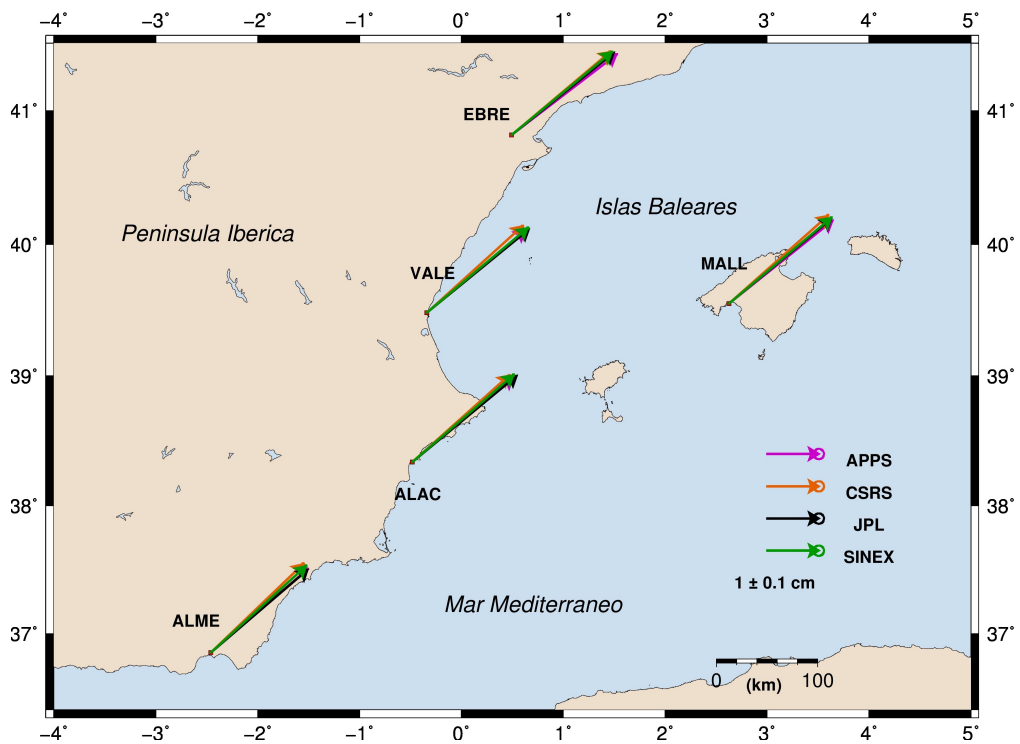 −4˚ −3˚ −2˚ −1˚ 0˚ 1˚ 2˚ 3˚ 4˚ 5˚
41˚ 41˚
EBRE
Islas Baleares
Peninsula Iberica
40˚ 40˚
MALL
VALE
39˚ 39˚
APPS
CSRS
ALAC
38˚ 38˚
JPL
SINEX
1 ± 0.1 cm
Mar Mediterraneo
ALME
37˚ 37˚
0 (km) 100
−4˚ −3˚ −2˚ −1˚ 0˚ 1˚ 2˚ 3˚ 4˚ 5˚